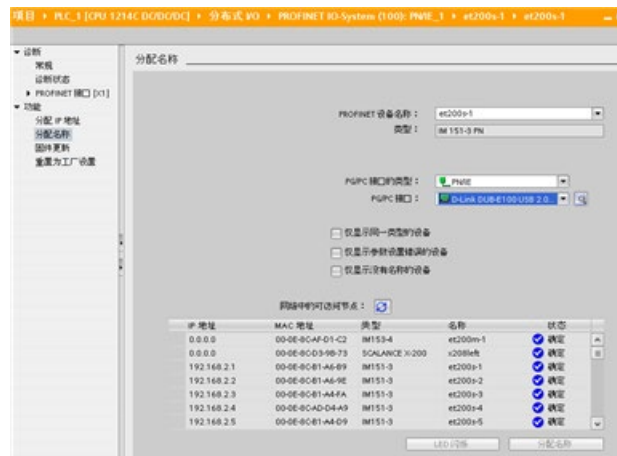 项目 ▸ PLC_1 [CPU 1214C DC/DC/DC] ▸ 分布式 I/O ▸ PROFINET IO-System (100): PN/IE_1 ▸ et200s-1 ▸ et200s-1
诊断
常规
诊断状态
PROFINET 接口 [X1]
功能
分配 IP 地址
分配名称
固件更新
重置为工厂设置
分配名称
PROFINET 设备名称： et200s-1
类型： IM 151-3 PN
PG/PC 接口的类型： PN/IE
PG/PC 接口： D-Link DUB-E100 USB 2.0...
仅显示同一类型的设备
仅显示参数设置错误的设备
仅显示没有名称的设备
网络中的可访问节点：
IP 地址 MAC 地址 类型 名称 状态
0.0.0.0 00-0E-8C-AF-D1-C2 IM153-4 et200m-1 确定
0.0.0.0 00-0E-8C-D3-9B-73 SCALANCE X-200 x208left 确定
192.168.2.1 00-0E-8C-B1-A6-B9 IM151-3 et200s-1 确定
192.168.2.2 00-0E-8C-B1-A6-9E IM151-3 et200s-2 确定
192.168.2.3 00-0E-8C-B1-A4-FA IM151-3 et200s-3 确定
192.168.2.4 00-0E-8C-AD-D4-A9 IM151-3 et200s-4 确定
192.168.2.5 00-0E-8C-B1-A4-D9 IM151-3 et200s-5 确定
LED 闪烁 分配名称